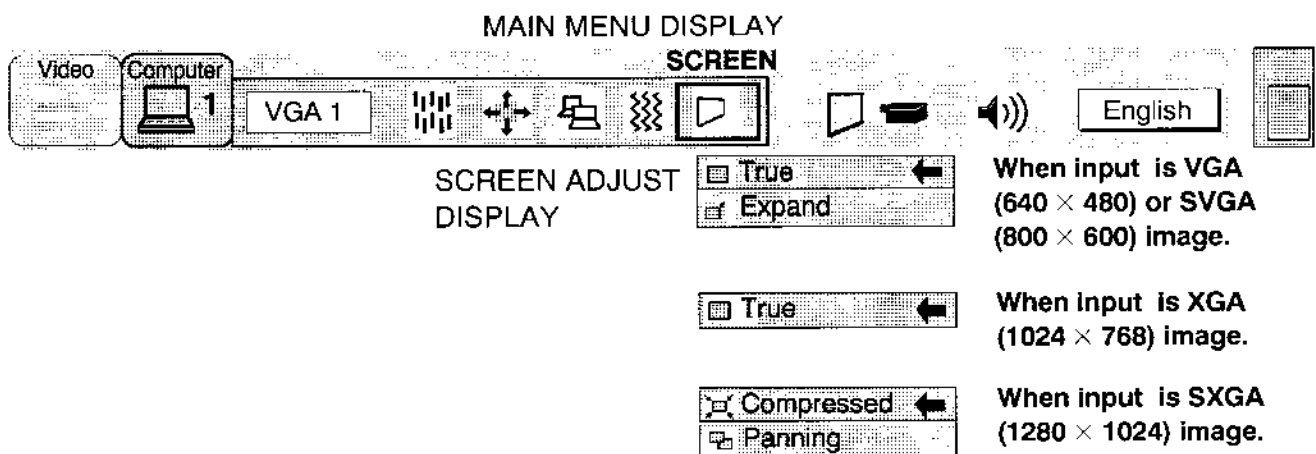 MAIN MENU DISPLAY
SCREEN
Video
Computer
1
VGA 1
English
SCREEN ADJUST
DISPLAY
True
Expand
When input is VGA
(640 × 480) or SVGA
(800 × 600) image.
True
When input is XGA
(1024 × 768) image.
Compressed
Panning
When input is SXGA
(1280 × 1024) image.